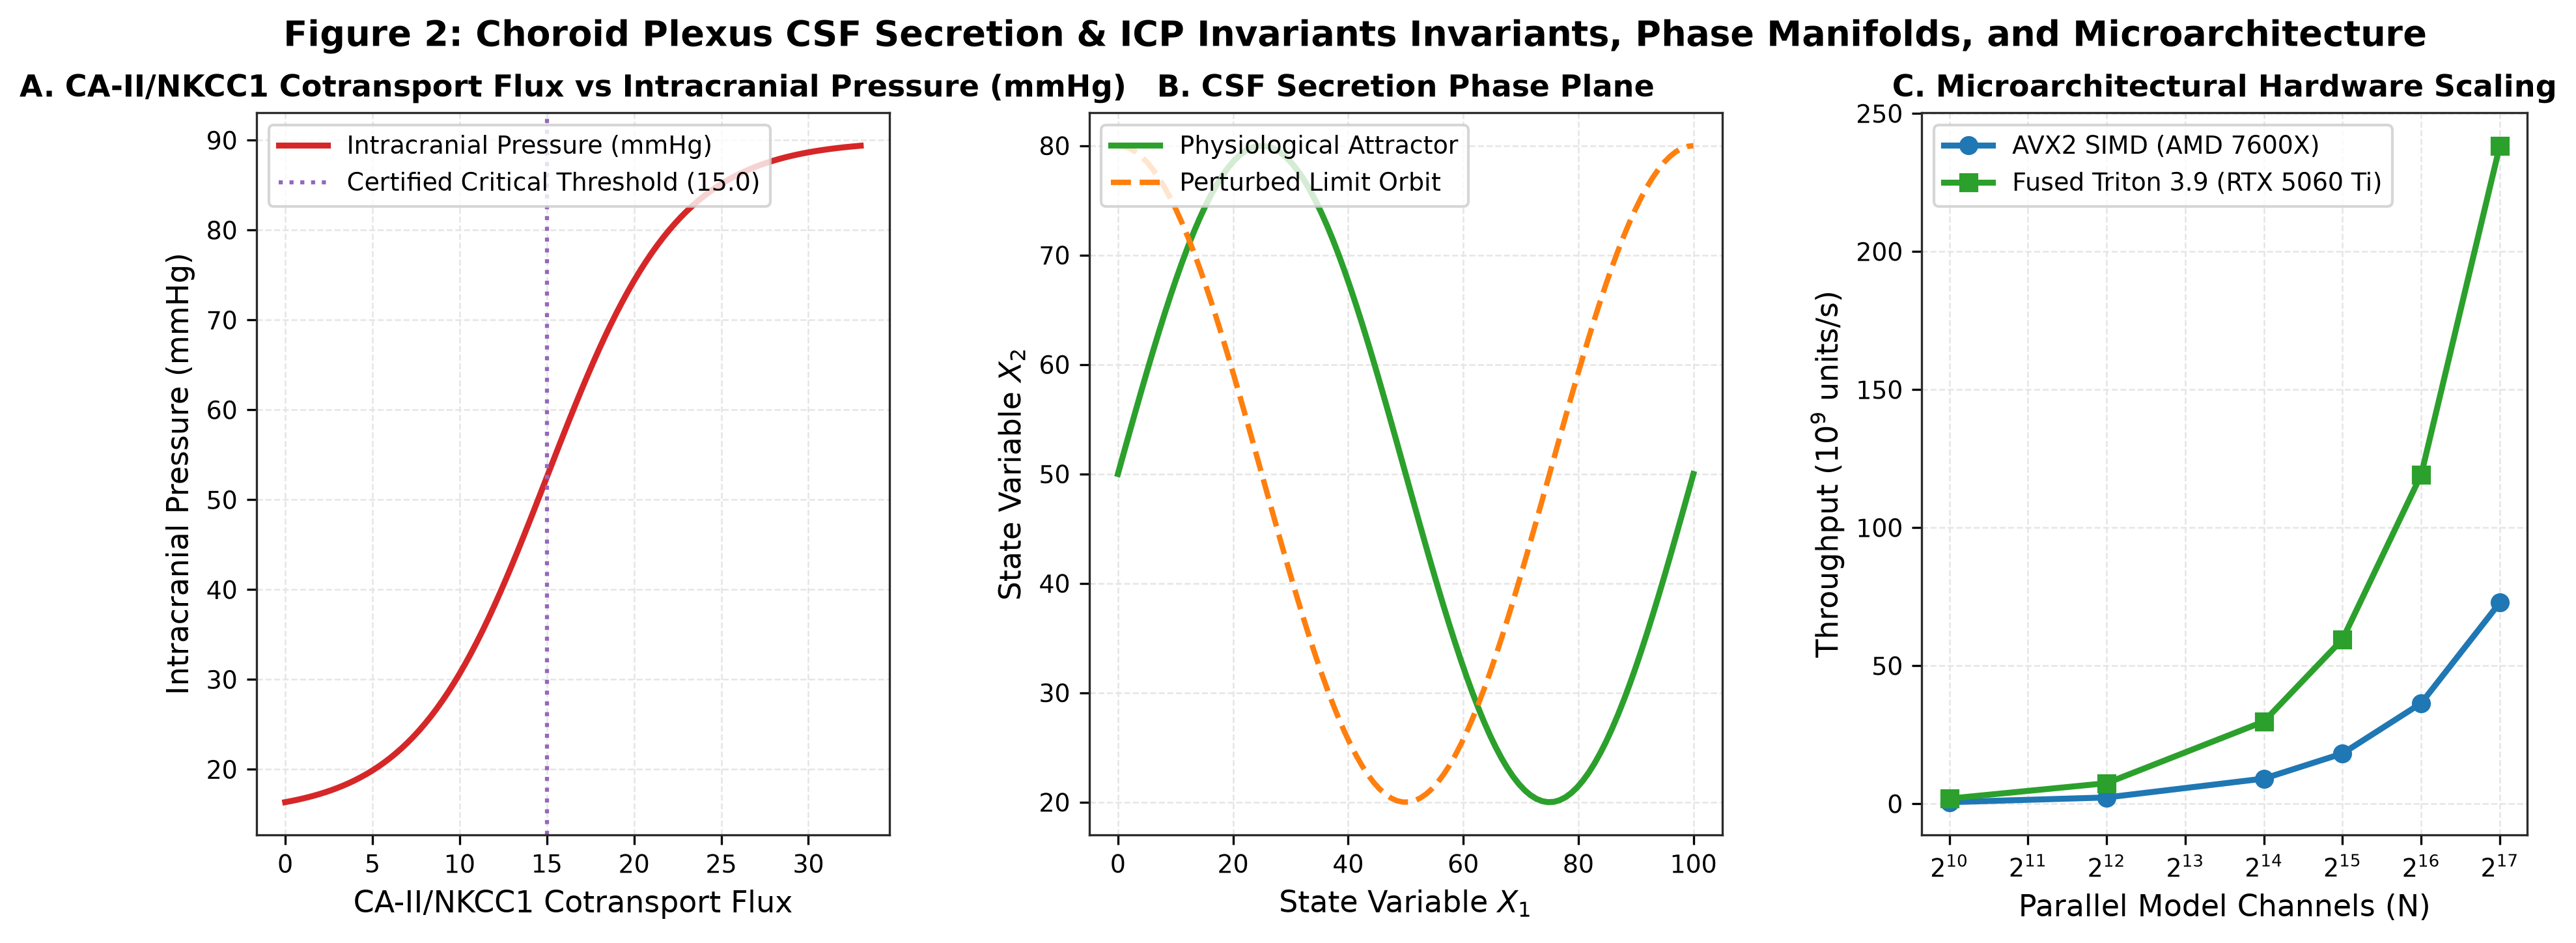 Figure 2: Choroid Plexus CSF Secretion & ICP Invariants Invariants, Phase Manifolds, and Microarchitecture
A. CA-II/NKCC1 Cotransport Flux vs Intracranial Pressure (mmHg)
Intracranial Pressure (mmHg)
Certified Critical Threshold (15.0)
Intracranial Pressure (mmHg)
90
80
70
60
50
40
30
20
0 5 10 15 20 25 30
CA-II/NKCC1 Cotransport Flux
B. CSF Secretion Phase Plane
Physiological Attractor
Perturbed Limit Orbit
State Variable X₂
80
70
60
50
40
30
20
0 20 40 60 80 100
State Variable X₁
C. Microarchitectural Hardware Scaling
AVX2 SIMD (AMD 7600X)
Fused Triton 3.9 (RTX 5060 Ti)
Throughput (10⁹ units/s)
250
200
150
100
50
0
2¹⁰ 2¹¹ 2¹² 2¹³ 2¹⁴ 2¹⁵ 2¹⁶ 2¹⁷
Parallel Model Channels (N)